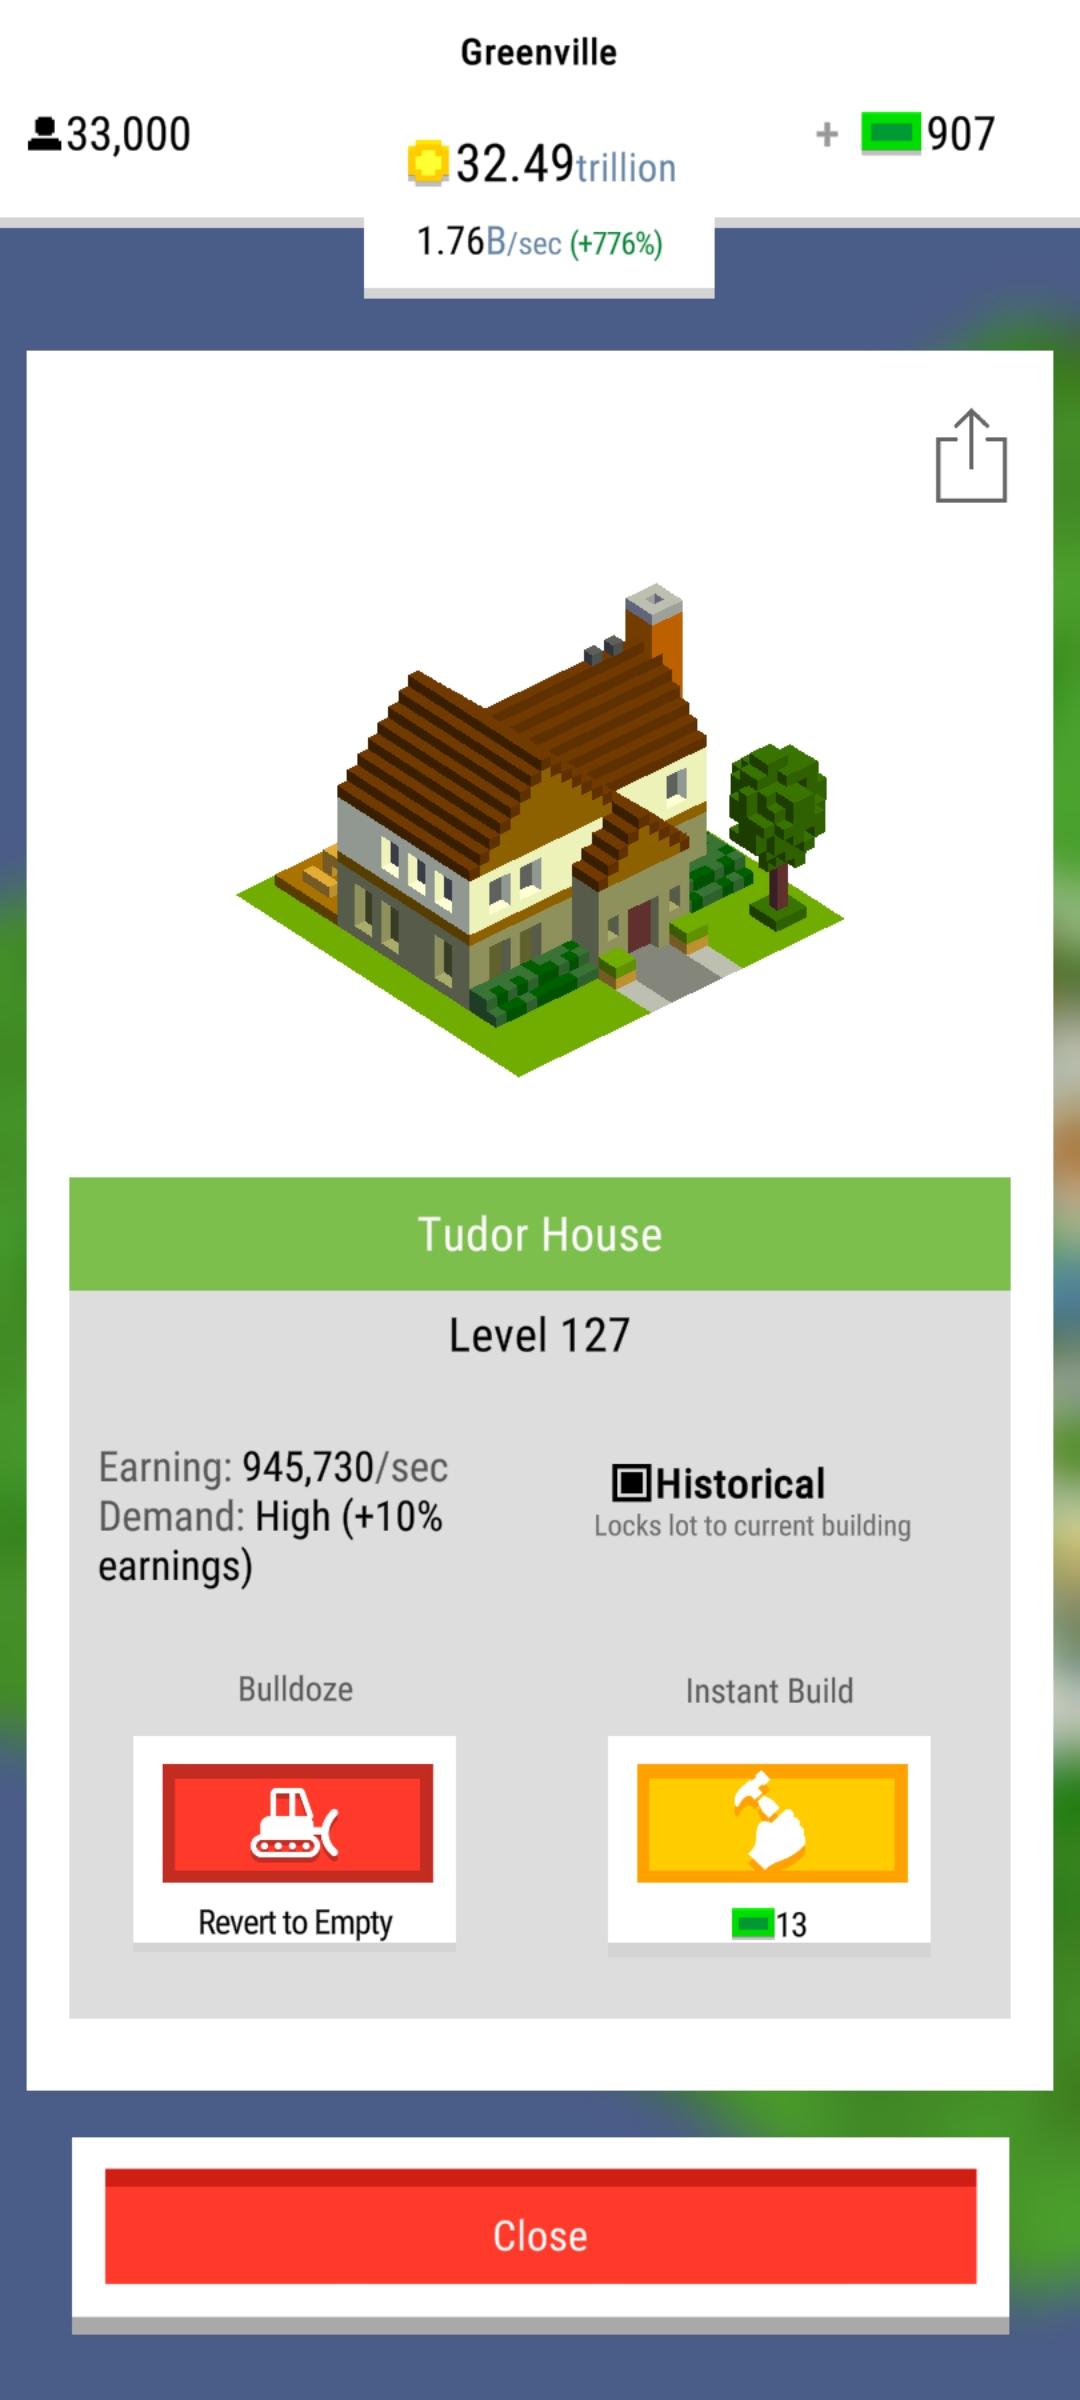 Greenville
33,000
32.49trillion
+ 907
1.76B/sec (+776%)
Tudor House
Level 127
Earning: 945,730/sec
Demand: High (+10%
earnings)
Historical
Locks lot to current building
Bulldoze
Instant Build
Revert to Empty
13
Close